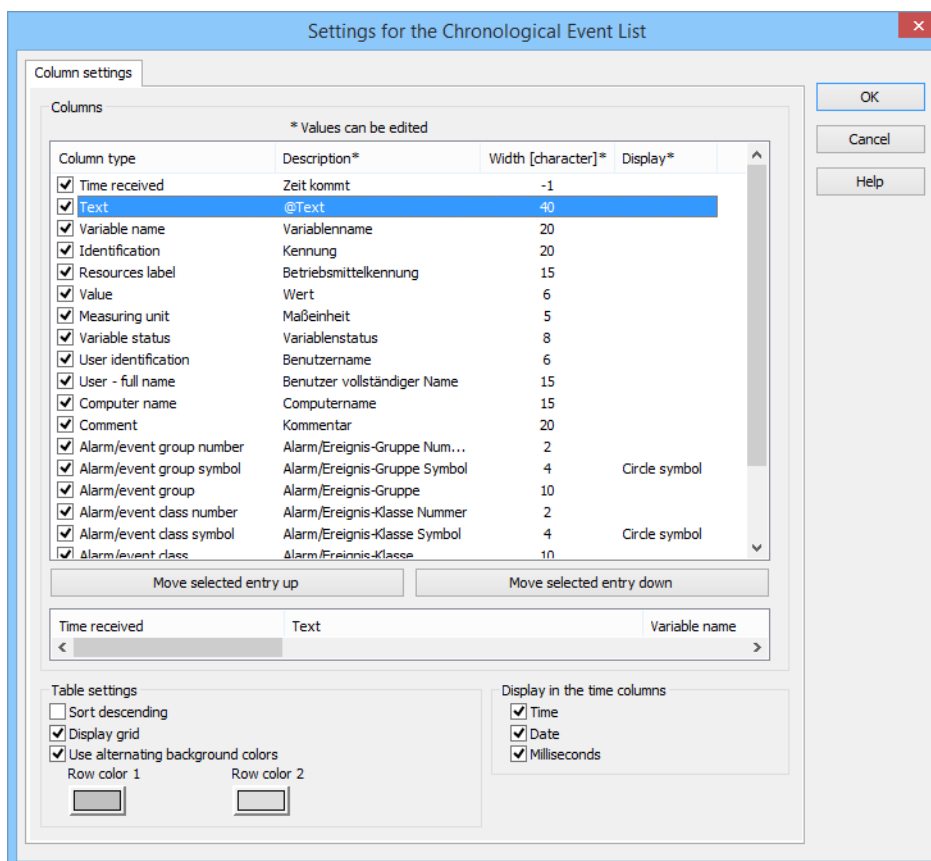 Settings for the Chronological Event List
Column settings
OK
Cancel
Help
Columns
* Values can be edited
Column type Description* Width [character]* Display*
Time received Zeit kommt -1
Text @Text 40
Variable name Variablenname 20
Identification Kennung 20
Resources label Betriebsmittelkennung 15
Value Wert 6
Measuring unit Maßeinheit 5
Variable status Variablenstatus 8
User identification Benutzername 6
User - full name Benutzer vollständiger Name 15
Computer name Computername 15
Comment Kommentar 20
Alarm/event group number Alarm/Ereignis-Gruppe Num... 2
Alarm/event group symbol Alarm/Ereignis-Gruppe Symbol 4 Circle symbol
Alarm/event group Alarm/Ereignis-Gruppe 10
Alarm/event class number Alarm/Ereignis-Klasse Nummer 2
Alarm/event class symbol Alarm/Ereignis-Klasse Symbol 4 Circle symbol
Alarm/event class Alarm/Ereignis-Klasse 10
Move selected entry up Move selected entry down
Time received Text Variable name
Table settings
Sort descending
Display grid
Use alternating background colors
Row color 1 Row color 2
Display in the time columns
Time
Date
Milliseconds